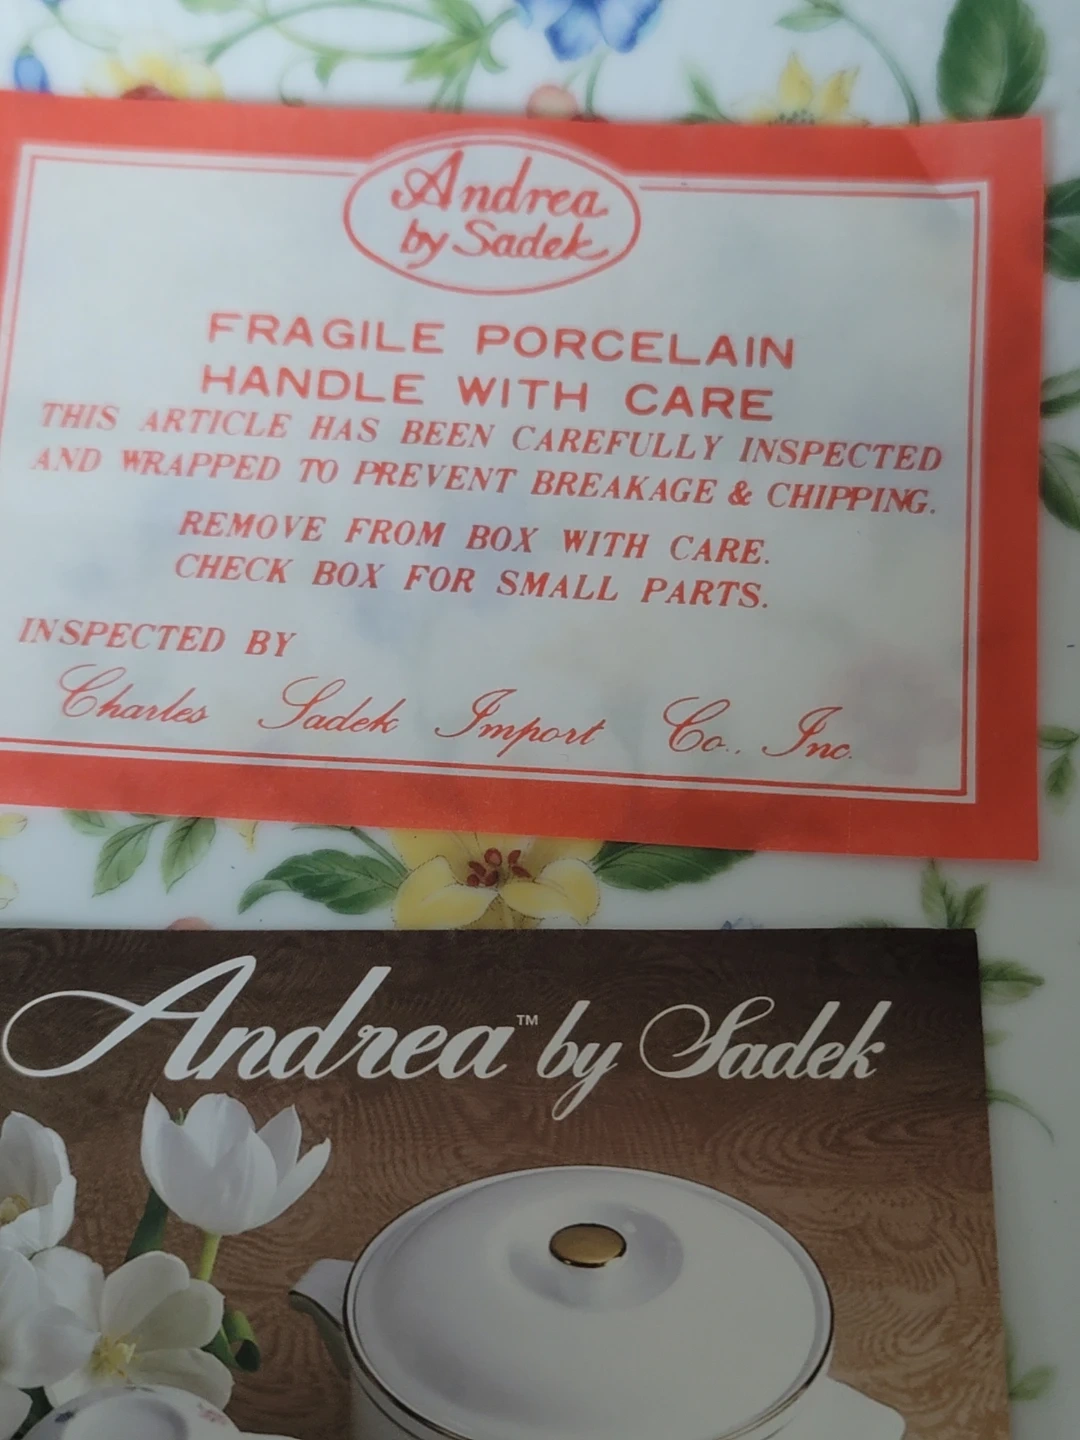 Andrea
by Sadek
FRAGILE PORCELAIN
HANDLE WITH CARE
THIS ARTICLE HAS BEEN CAREFULLY INSPECTED
AND WRAPPED TO PREVENT BREAKAGE & CHIPPING.
REMOVE FROM BOX WITH CARE.
CHECK BOX FOR SMALL PARTS.
INSPECTED BY
Charles Sadek Import Co., Inc.
Andrea™ by Sadek